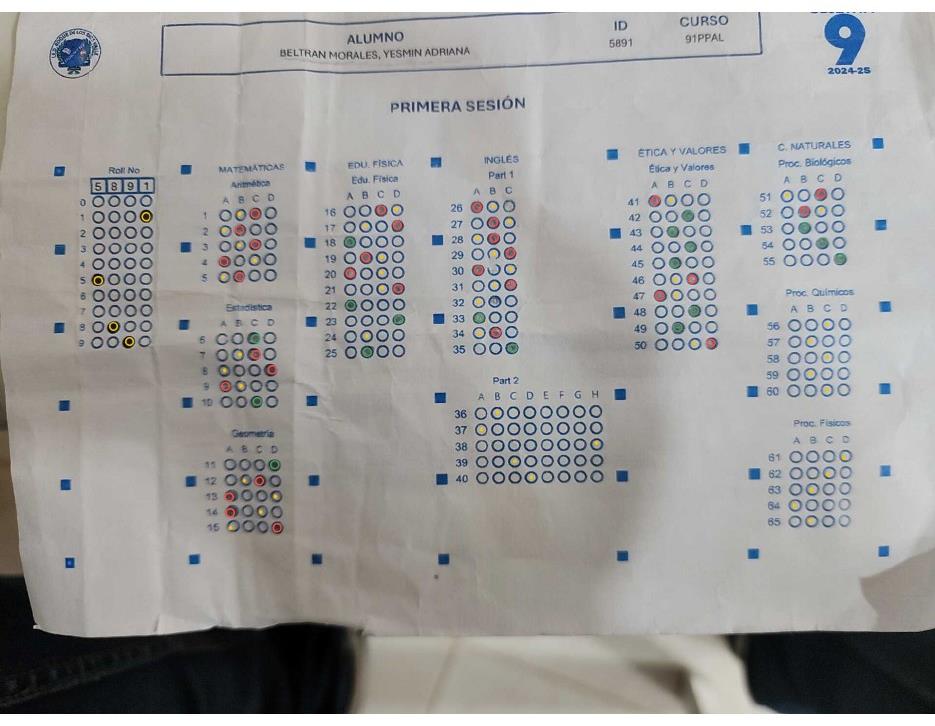 ALUMNO
BELTRAN MORALES, YESMIN ADRIANA
ID
5891
CURSO
91PPAL
9
2024-25
PRIMERA SESIÓN
Roll No
5 8 9 1
0
1
2
3
4
5
6
7
8
9
MATEMÁTICAS
Aritmética
A B C D
1
2
3
4
5
Estadística
A B C D
6
7
8
9
10
Geometría
A B C D
11
12
13
14
15
EDU. FÍSICA
Edu. Física
A B C D
16
17
18
19
20
21
22
23
24
25
INGLÉS
Part 1
A B C
26
27
28
29
30
31
32
33
34
35
Part 2
A B C D E F G H
36
37
38
39
40
ÉTICA Y VALORES
Ética y Valores
A B C D
41
42
43
44
45
46
47
48
49
50
C. NATURALES
Proc. Biológicos
A B C D
51
52
53
54
55
Proc. Químicos
A B C D
56
57
58
59
60
Proc. Físicos
A B C D
61
62
63
64
65